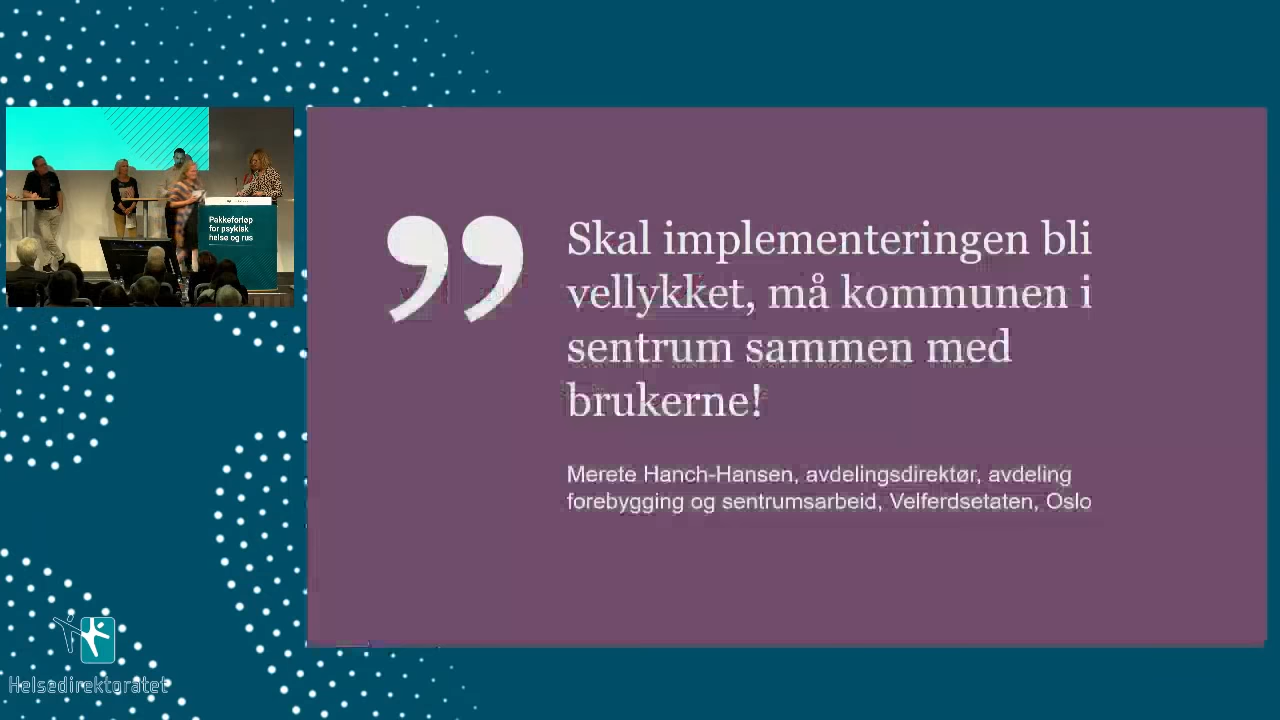 Pakkeforløp
for psykisk
helse og rus
Skal implementeringen bli
vellykket, må kommunen i
sentrum sammen med
brukerne!
Merete Hanch-Hansen, avdelingsdirektør, avdeling
forebygging og sentrumsarbeid, Velferdsetaten, Oslo
Helsedirektoratet